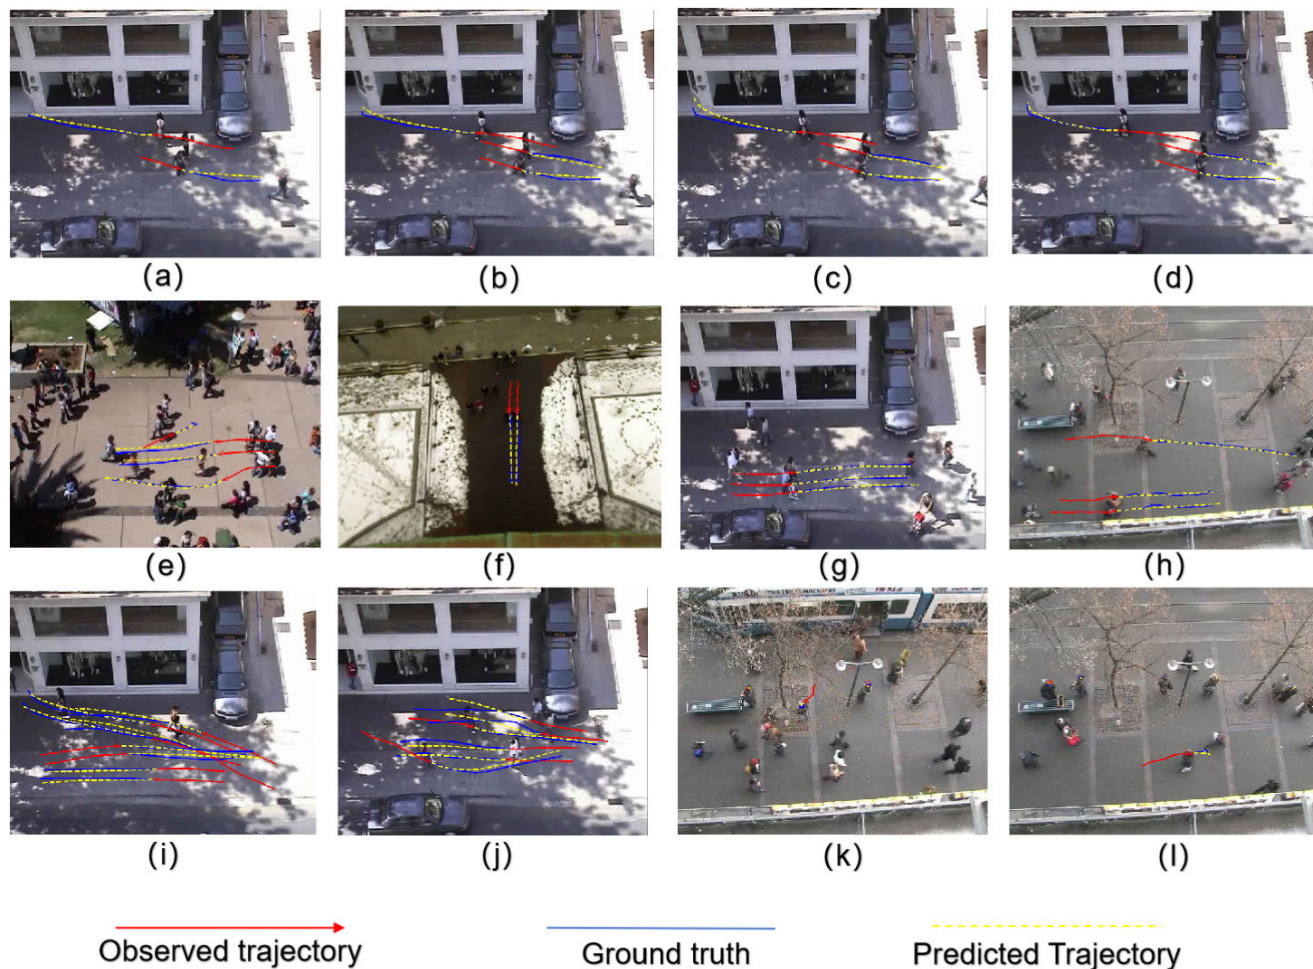 (a) (b) (c) (d)
(e) (f) (g) (h)
(i) (j) (k) (l)
Observed trajectory Ground truth Predicted Trajectory